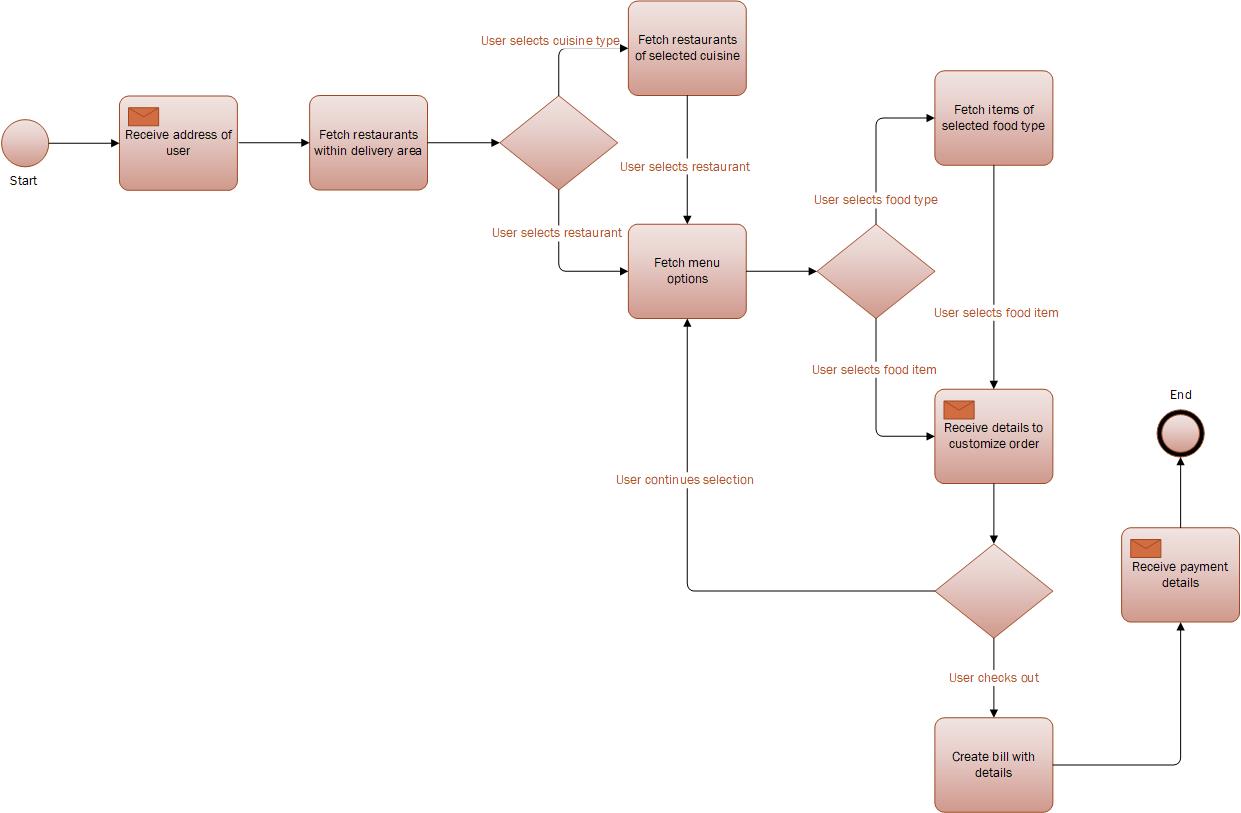 Start
Receive address of
user
Fetch restaurants
within delivery area
User selects cuisine type
Fetch restaurants
of selected cuisine
User selects restaurant
User selects restaurant
Fetch menu
options
User selects food type
Fetch items of
selected food type
User selects food item
User selects food item
Receive details to
customize order
User continues selection
User checks out
Create bill with
details
Receive payment
details
End